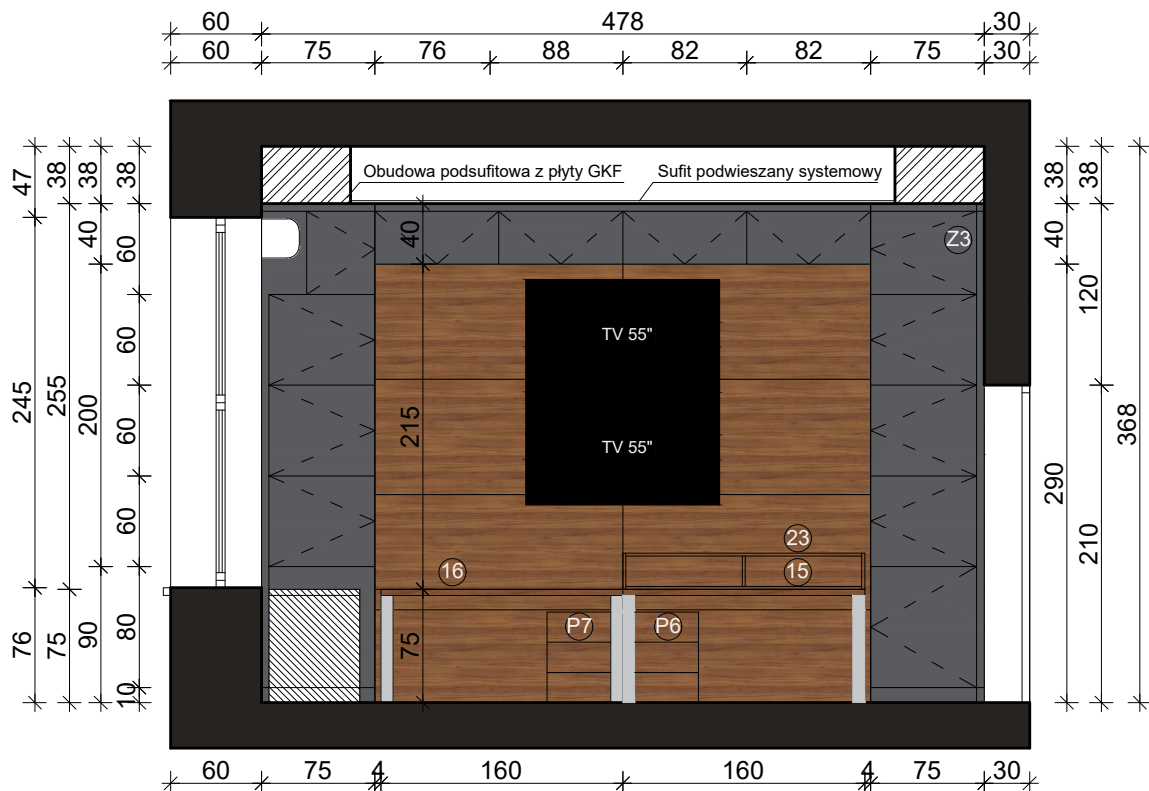 60 478 30
60 75 76 88 82 82 75 30
Obudowa podsufitowa z płyty GKF
Sufit podwieszany systemowy
47 38 38 38
38 38
40 60
40
Z3
40
120
TV 55"
60
245 255 200
215
368
60
TV 55"
290
60
210
23
16
15
P7 P6
76 75 90 80
75
10
60 75 4 160 160 4 75 30